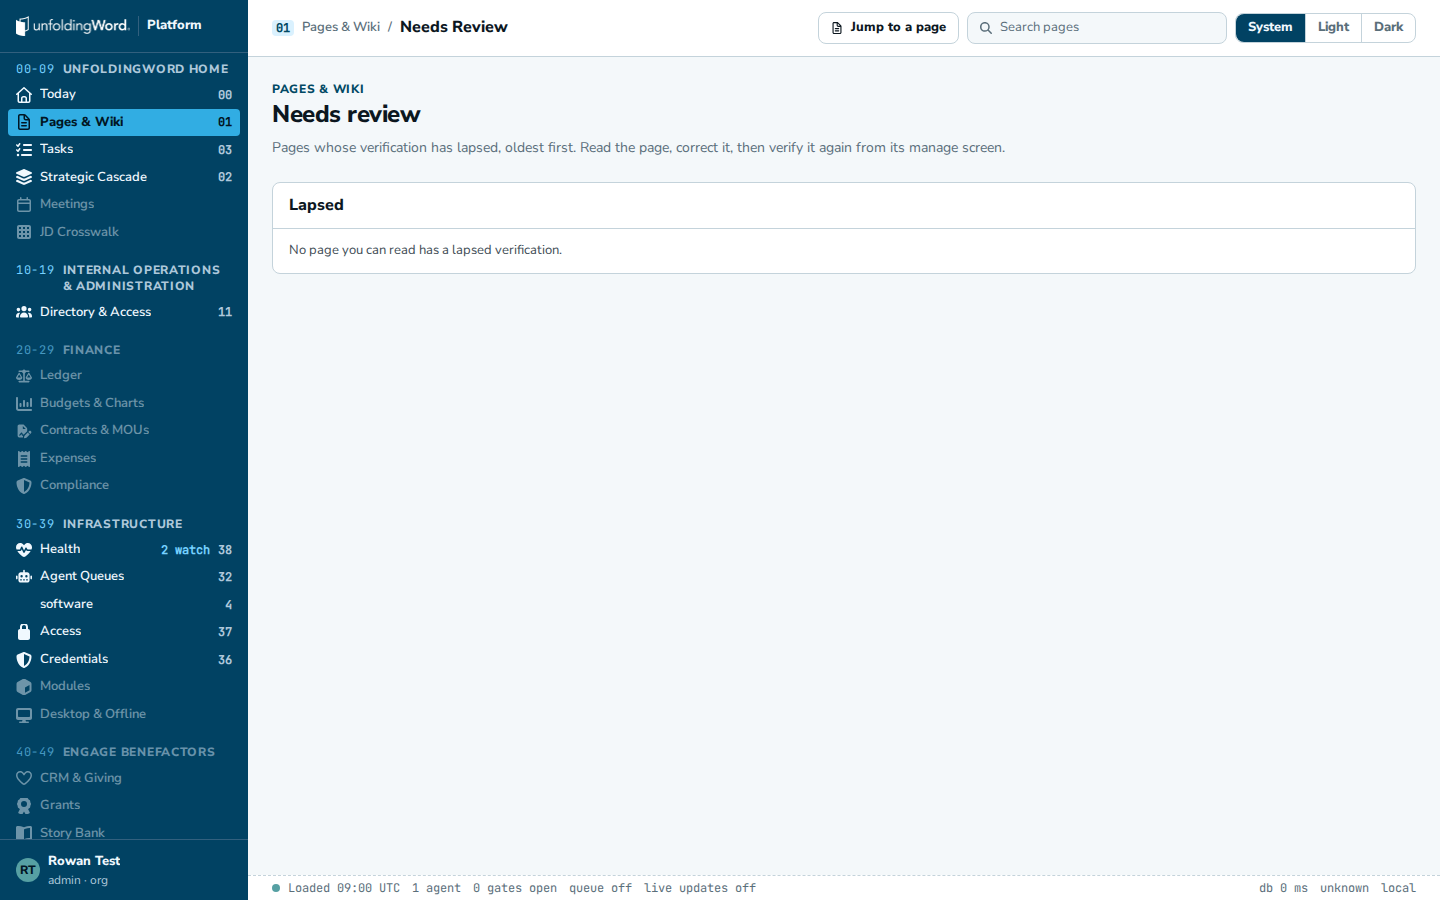 unfoldingWord Platform
00-09 UNFOLDINGWORD HOME
Today 00
Pages & Wiki 01
Tasks 03
Strategic Cascade 02
Meetings
JD Crosswalk
10-19 INTERNAL OPERATIONS
& ADMINISTRATION
Directory & Access 11
20-29 FINANCE
Ledger
Budgets & Charts
Contracts & MOUs
Expenses
Compliance
30-39 INFRASTRUCTURE
Health 2 watch 38
Agent Queues 32
software 4
Access 37
Credentials 36
Modules
Desktop & Offline
40-49 ENGAGE BENEFACTORS
CRM & Giving
Grants
Story Bank
RT Rowan Test
admin · org
01 Pages & Wiki / Needs Review
Jump to a page
Search pages
System Light Dark
PAGES & WIKI
Needs review
Pages whose verification has lapsed, oldest first. Read the page, correct it, then verify it again from its manage screen.
Lapsed
No page you can read has a lapsed verification.
Loaded 09:00 UTC 1 agent 0 gates open queue off live updates off
db 0 ms unknown local